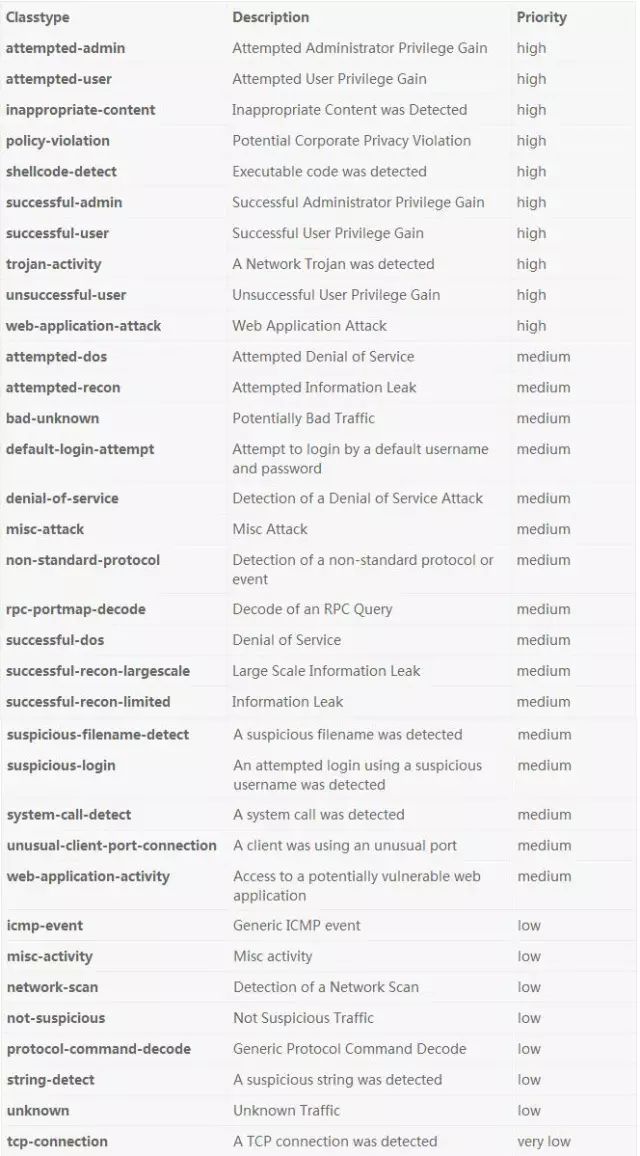 Classtype Description Priority
attempted-admin Attempted Administrator Privilege Gain high
attempted-user Attempted User Privilege Gain high
inappropriate-content Inappropriate Content was Detected high
policy-violation Potential Corporate Privacy Violation high
shellcode-detect Executable code was detected high
successful-admin Successful Administrator Privilege Gain high
successful-user Successful User Privilege Gain high
trojan-activity A Network Trojan was detected high
unsuccessful-user Unsuccessful User Privilege Gain high
web-application-attack Web Application Attack high
attempted-dos Attempted Denial of Service medium
attempted-recon Attempted Information Leak medium
bad-unknown Potentially Bad Traffic medium
default-login-attempt Attempt to login by a default username medium
and password
denial-of-service Detection of a Denial of Service Attack medium
misc-attack Misc Attack medium
non-standard-protocol Detection of a non-standard protocol or medium
event
rpc-portmap-decode Decode of an RPC Query medium
successful-dos Denial of Service medium
successful-recon-largescale Large Scale Information Leak medium
successful-recon-limited Information Leak medium
suspicious-filename-detect A suspicious filename was detected medium
suspicious-login An attempted login using a suspicious medium
username was detected
system-call-detect A system call was detected medium
unusual-client-port-connection A client was using an unusual port medium
web-application-activity Access to a potentially vulnerable web medium
application
icmp-event Generic ICMP event low
misc-activity Misc activity low
network-scan Detection of a Network Scan low
not-suspicious Not Suspicious Traffic low
protocol-command-decode Generic Protocol Command Decode low
string-detect A suspicious string was detected low
unknown Unknown Traffic low
tcp-connection A TCP connection was detected very low